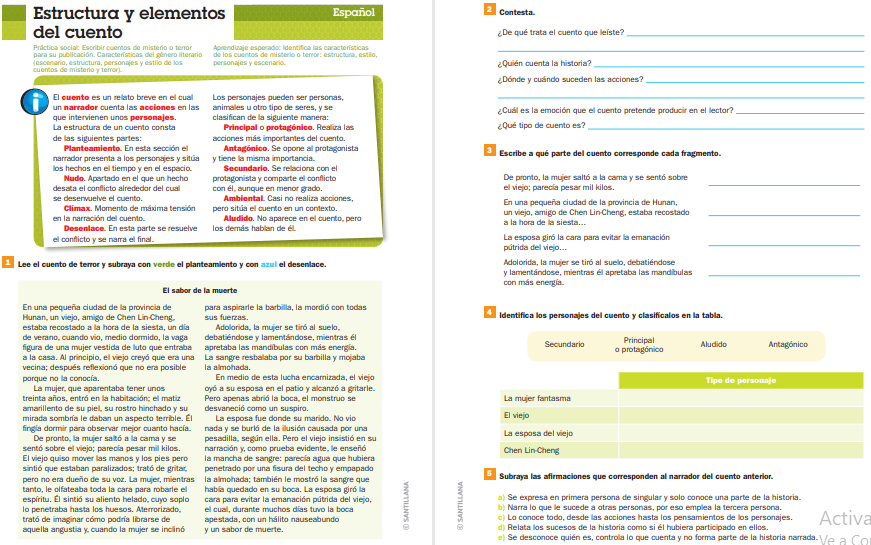 Estructura y elementos
del cuento
Español
Práctica social: Escribir cuentos de misterio o terror
para su publicación. Características del género literario
(escenario, estructura, personajes y estilo de los
cuentos de misterio y terror).
Aprendizaje esperado: Identifica las características
de los cuentos de misterio o terror: estructura, estilo,
personajes y escenario.
El cuento es un relato breve en el cual
un narrador cuenta las acciones en las
que intervienen unos personajes.
La estructura de un cuento consta
de las siguientes partes:
Planteamiento. En esta sección el
narrador presenta a los personajes y sitúa
los hechos en el tiempo y en el espacio.
Nudo. Apartado en el que un hecho
desata el conflicto alrededor del cual
se desenvuelve el cuento.
Clímax. Momento de máxima tensión
en la narración del cuento.
Desenlace. En esta parte se resuelve
el conflicto y se narra el final.
Los personajes pueden ser personas,
animales u otro tipo de seres, y se
clasifican de la siguiente manera:
Principal o protagónico. Realiza las
acciones más importantes del cuento.
Antagónico. Se opone al protagonista
y tiene la misma importancia.
Secundario. Se relaciona con el
protagonista y comparte el conflicto
con él, aunque en menor grado.
Ambiental. Casi no realiza acciones,
pero sitúa el cuento en un contexto.
Aludido. No aparece en el cuento, pero
los demás hablan de él.
1 Lee el cuento de terror y subraya con verde el planteamiento y con azul el desenlace.
El sabor de la muerte
En una pequeña ciudad de la provincia de
Hunan, un viejo, amigo de Chen Lin-Cheng,
estaba recostado a la hora de la siesta, un día
de verano, cuando vio, medio dormido, la vaga
figura de una mujer vestida de luto que entraba
a la casa. Al principio, el viejo creyó que era una
vecina; después reflexionó que no era posible
porque no la conocía.
La mujer, que aparentaba tener unos
treinta años, entró en la habitación; el matiz
amarillento de su piel, su rostro hinchado y su
mirada sombría le daban un aspecto terrible. Él
fingía dormir para observar mejor cuanto hacía.
De pronto, la mujer saltó a la cama y se
sentó sobre el viejo; parecía pesar mil kilos.
El viejo quiso mover las manos y los pies pero
sintió que estaban paralizados; trató de gritar,
pero no era dueño de su voz. La mujer, mientras
tanto, le olfateaba toda la cara para robarle el
espíritu. Él sintió su aliento helado, cuyo soplo
lo penetraba hasta los huesos. Aterrorizado,
trató de imaginar cómo podría librarse de
aquella angustia y, cuando la mujer se inclinó
para aspirarle la barbilla, la mordió con todas
sus fuerzas.
Adolorida, la mujer se tiró al suelo,
debatiéndose y lamentándose, mientras él
apretaba las mandíbulas con más energía.
La sangre resbalaba por su barbilla y mojaba
la almohada.
En medio de esta lucha encarnizada, el viejo
oyó a su esposa en el patio y alcanzó a gritarle.
Pero apenas abrió la boca, el monstruo se
desvaneció como un suspiro.
La esposa fue donde su marido. No vio
nada y se burló de la ilusión causada por una
pesadilla, según ella. Pero el viejo insistió en su
narración y, como prueba evidente, le enseñó
la mancha de sangre: parecía agua que hubiera
penetrado por una fisura del techo y empapado
la almohada; también le mostró la sangre que
había quedado en su boca. La esposa giró la
cara para evitar la emanación pútrida del viejo,
el cual, durante muchos días tuvo la boca
apestada, con un hálito nauseabundo
y un sabor de muerte.
© SANTILLANA
2 Contesta.
¿De qué trata el cuento que leíste?
¿Quién cuenta la historia?
¿Dónde y cuándo suceden las acciones?
¿Cuál es la emoción que el cuento pretende producir en el lector?
¿Qué tipo de cuento es?
3 Escribe a qué parte del cuento corresponde cada fragmento.
De pronto, la mujer saltó a la cama y se sentó sobre
el viejo; parecía pesar mil kilos.
En una pequeña ciudad de la provincia de Hunan,
un viejo, amigo de Chen Lin-Cheng, estaba recostado
a la hora de la siesta…
La esposa giró la cara para evitar la emanación
pútrida del viejo…
Adolorida, la mujer se tiró al suelo, debatiéndose
y lamentándose, mientras él apretaba las mandíbulas
con más energía.
4 Identifica los personajes del cuento y clasifícalos en la tabla.
Secundario
Principal
o protagónico
Aludido
Antagónico
Tipo de personaje
La mujer fantasma
El viejo
La esposa del viejo
Chen Lin-Cheng
5 Subraya las afirmaciones que corresponden al narrador del cuento anterior.
a) Se expresa en primera persona de singular y solo conoce una parte de la historia.
b) Narra lo que le sucede a otras personas, por eso emplea la tercera persona.
c) Lo conoce todo, desde las acciones hasta los pensamientos de los personajes.
d) Relata los sucesos de la historia como si él hubiera participado en ellos.
e) Se desconoce quién es, controla lo que cuenta y no forma parte de la historia narrada.
© SANTILLANA
Activa
Ve a Co